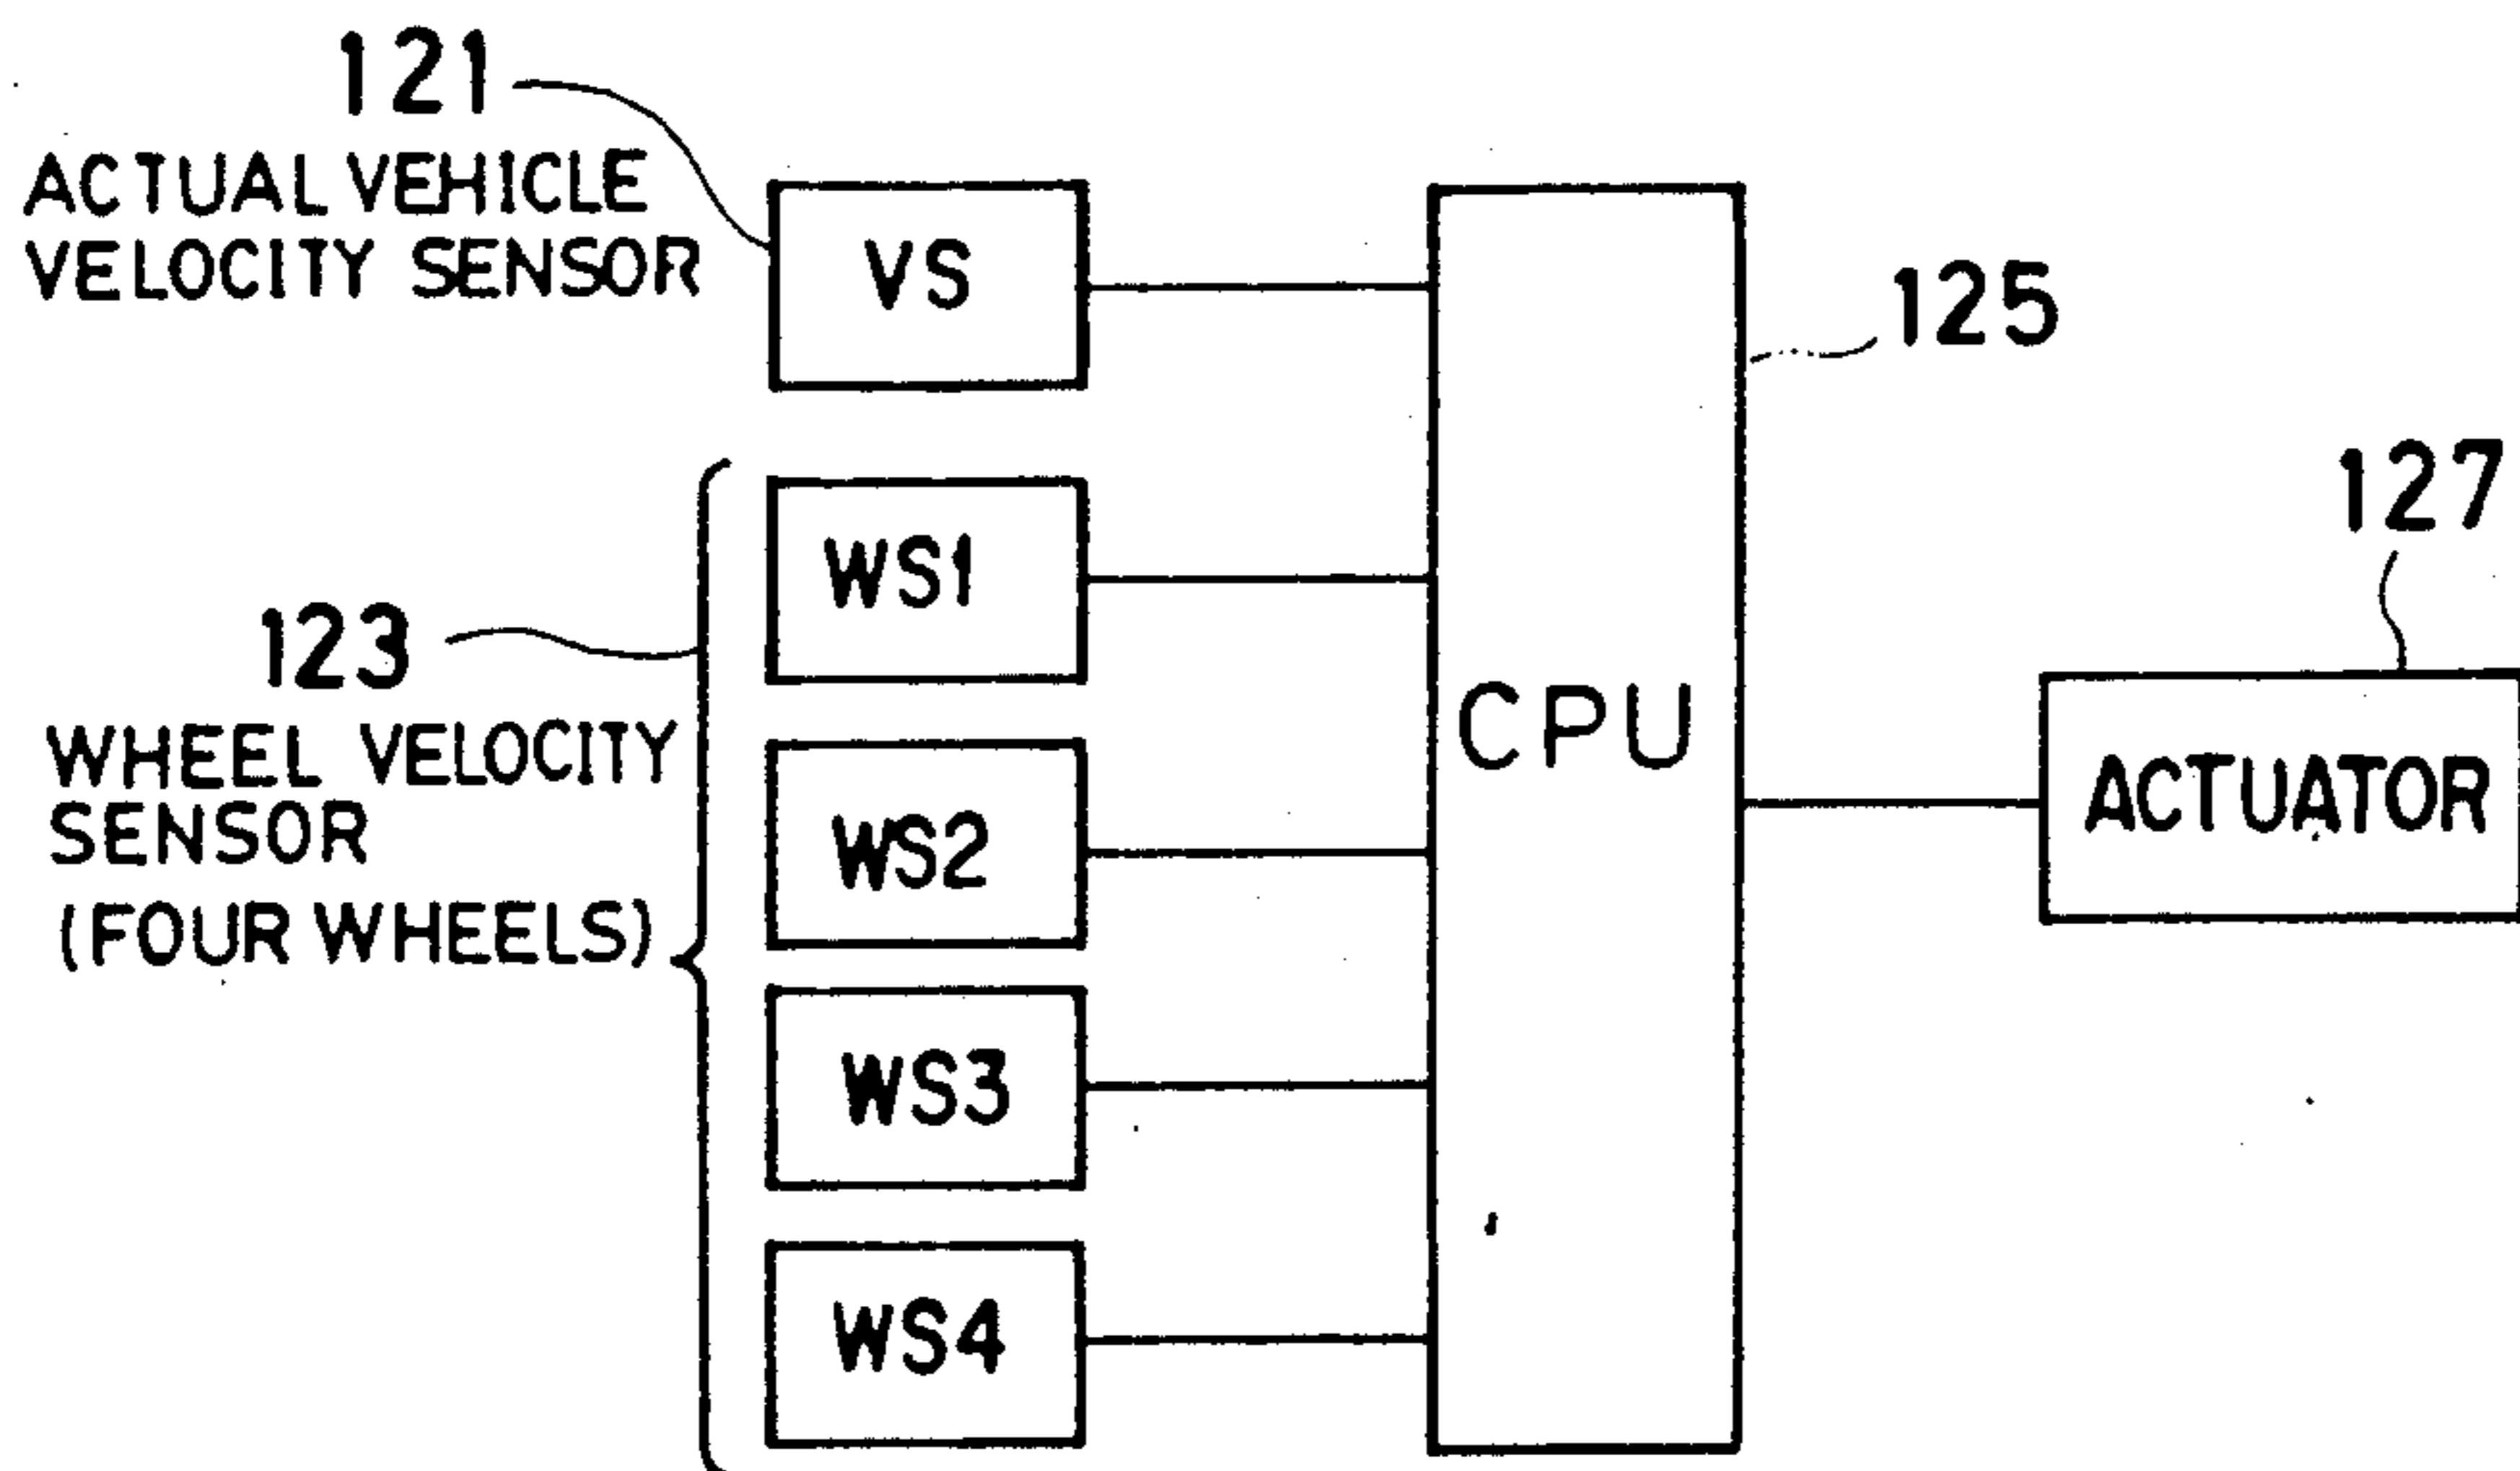 121
ACTUAL VEHICLE
VELOCITY SENSOR
VS
125
127
WS1
123
WHEEL VELOCITY
SENSOR
(FOUR WHEELS)
CPU
WS2
ACTUATOR
WS3
WS4